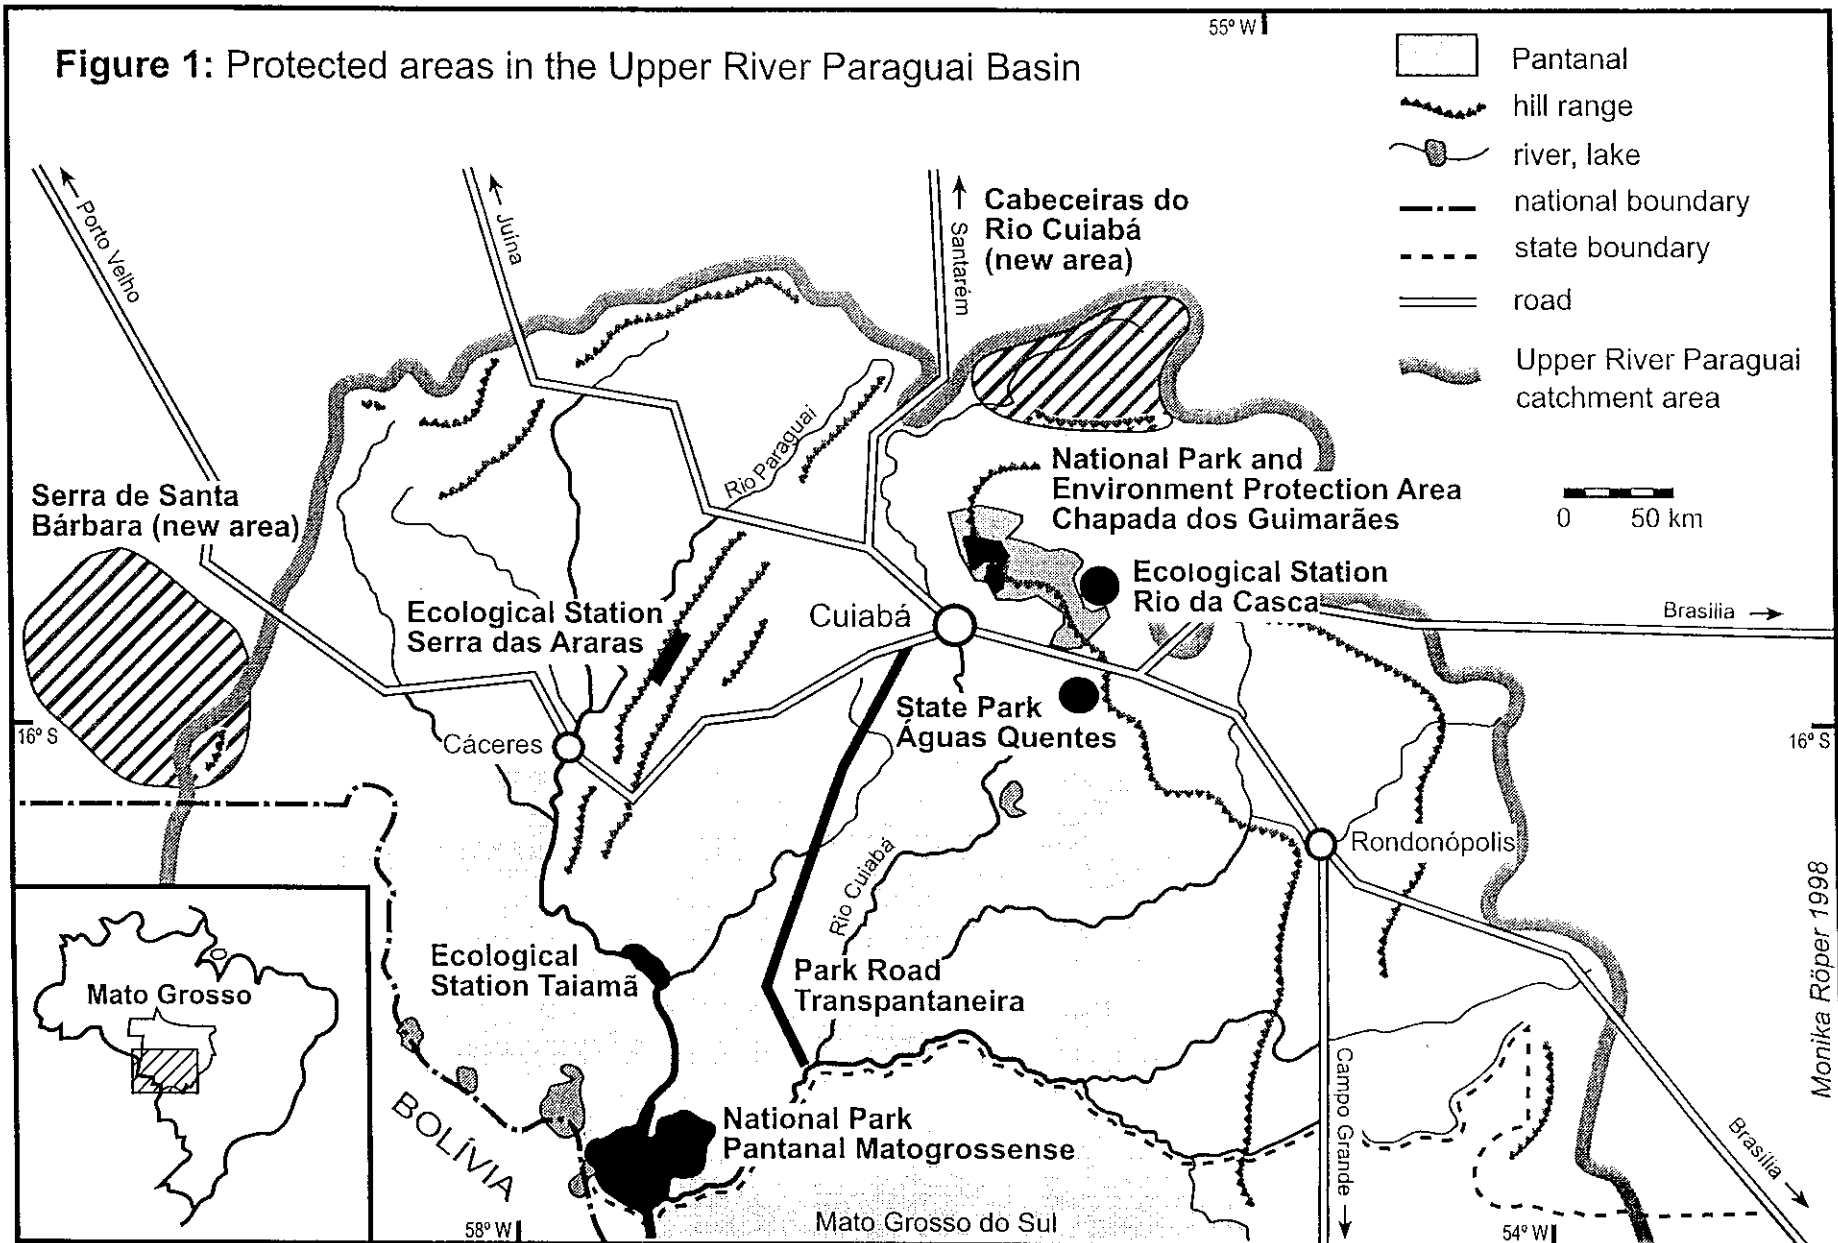 Figure 1: Protected areas in the Upper River Paraguai Basin
55° W
Pantanal
hill range
river, lake
national boundary
state boundary
road
Upper River Paraguai
catchment area
0 50 km
Porto Velho
Juína
Santarém
Cabeceiras do
Rio Cuiabá
(new area)
Rio Paraguai
National Park and
Environment Protection Area
Chapada dos Guimarães
Serra de Santa
Bárbara (new area)
Ecological Station
Rio da Casca
Brasilia
Ecological Station
Serra das Araras
Cuiabá
State Park
Águas Quentes
16° S
16° S
Cáceres
Rondonópolis
Rio Cuiabá
Ecological
Station Taiamã
Park Road
Transpantaneira
Mato Grosso
BOLÍVIA
National Park
Pantanal Matogrossense
Campo Grande
Brasília
Mato Grosso do Sul
58° W
54° W
Monika Röper 1998